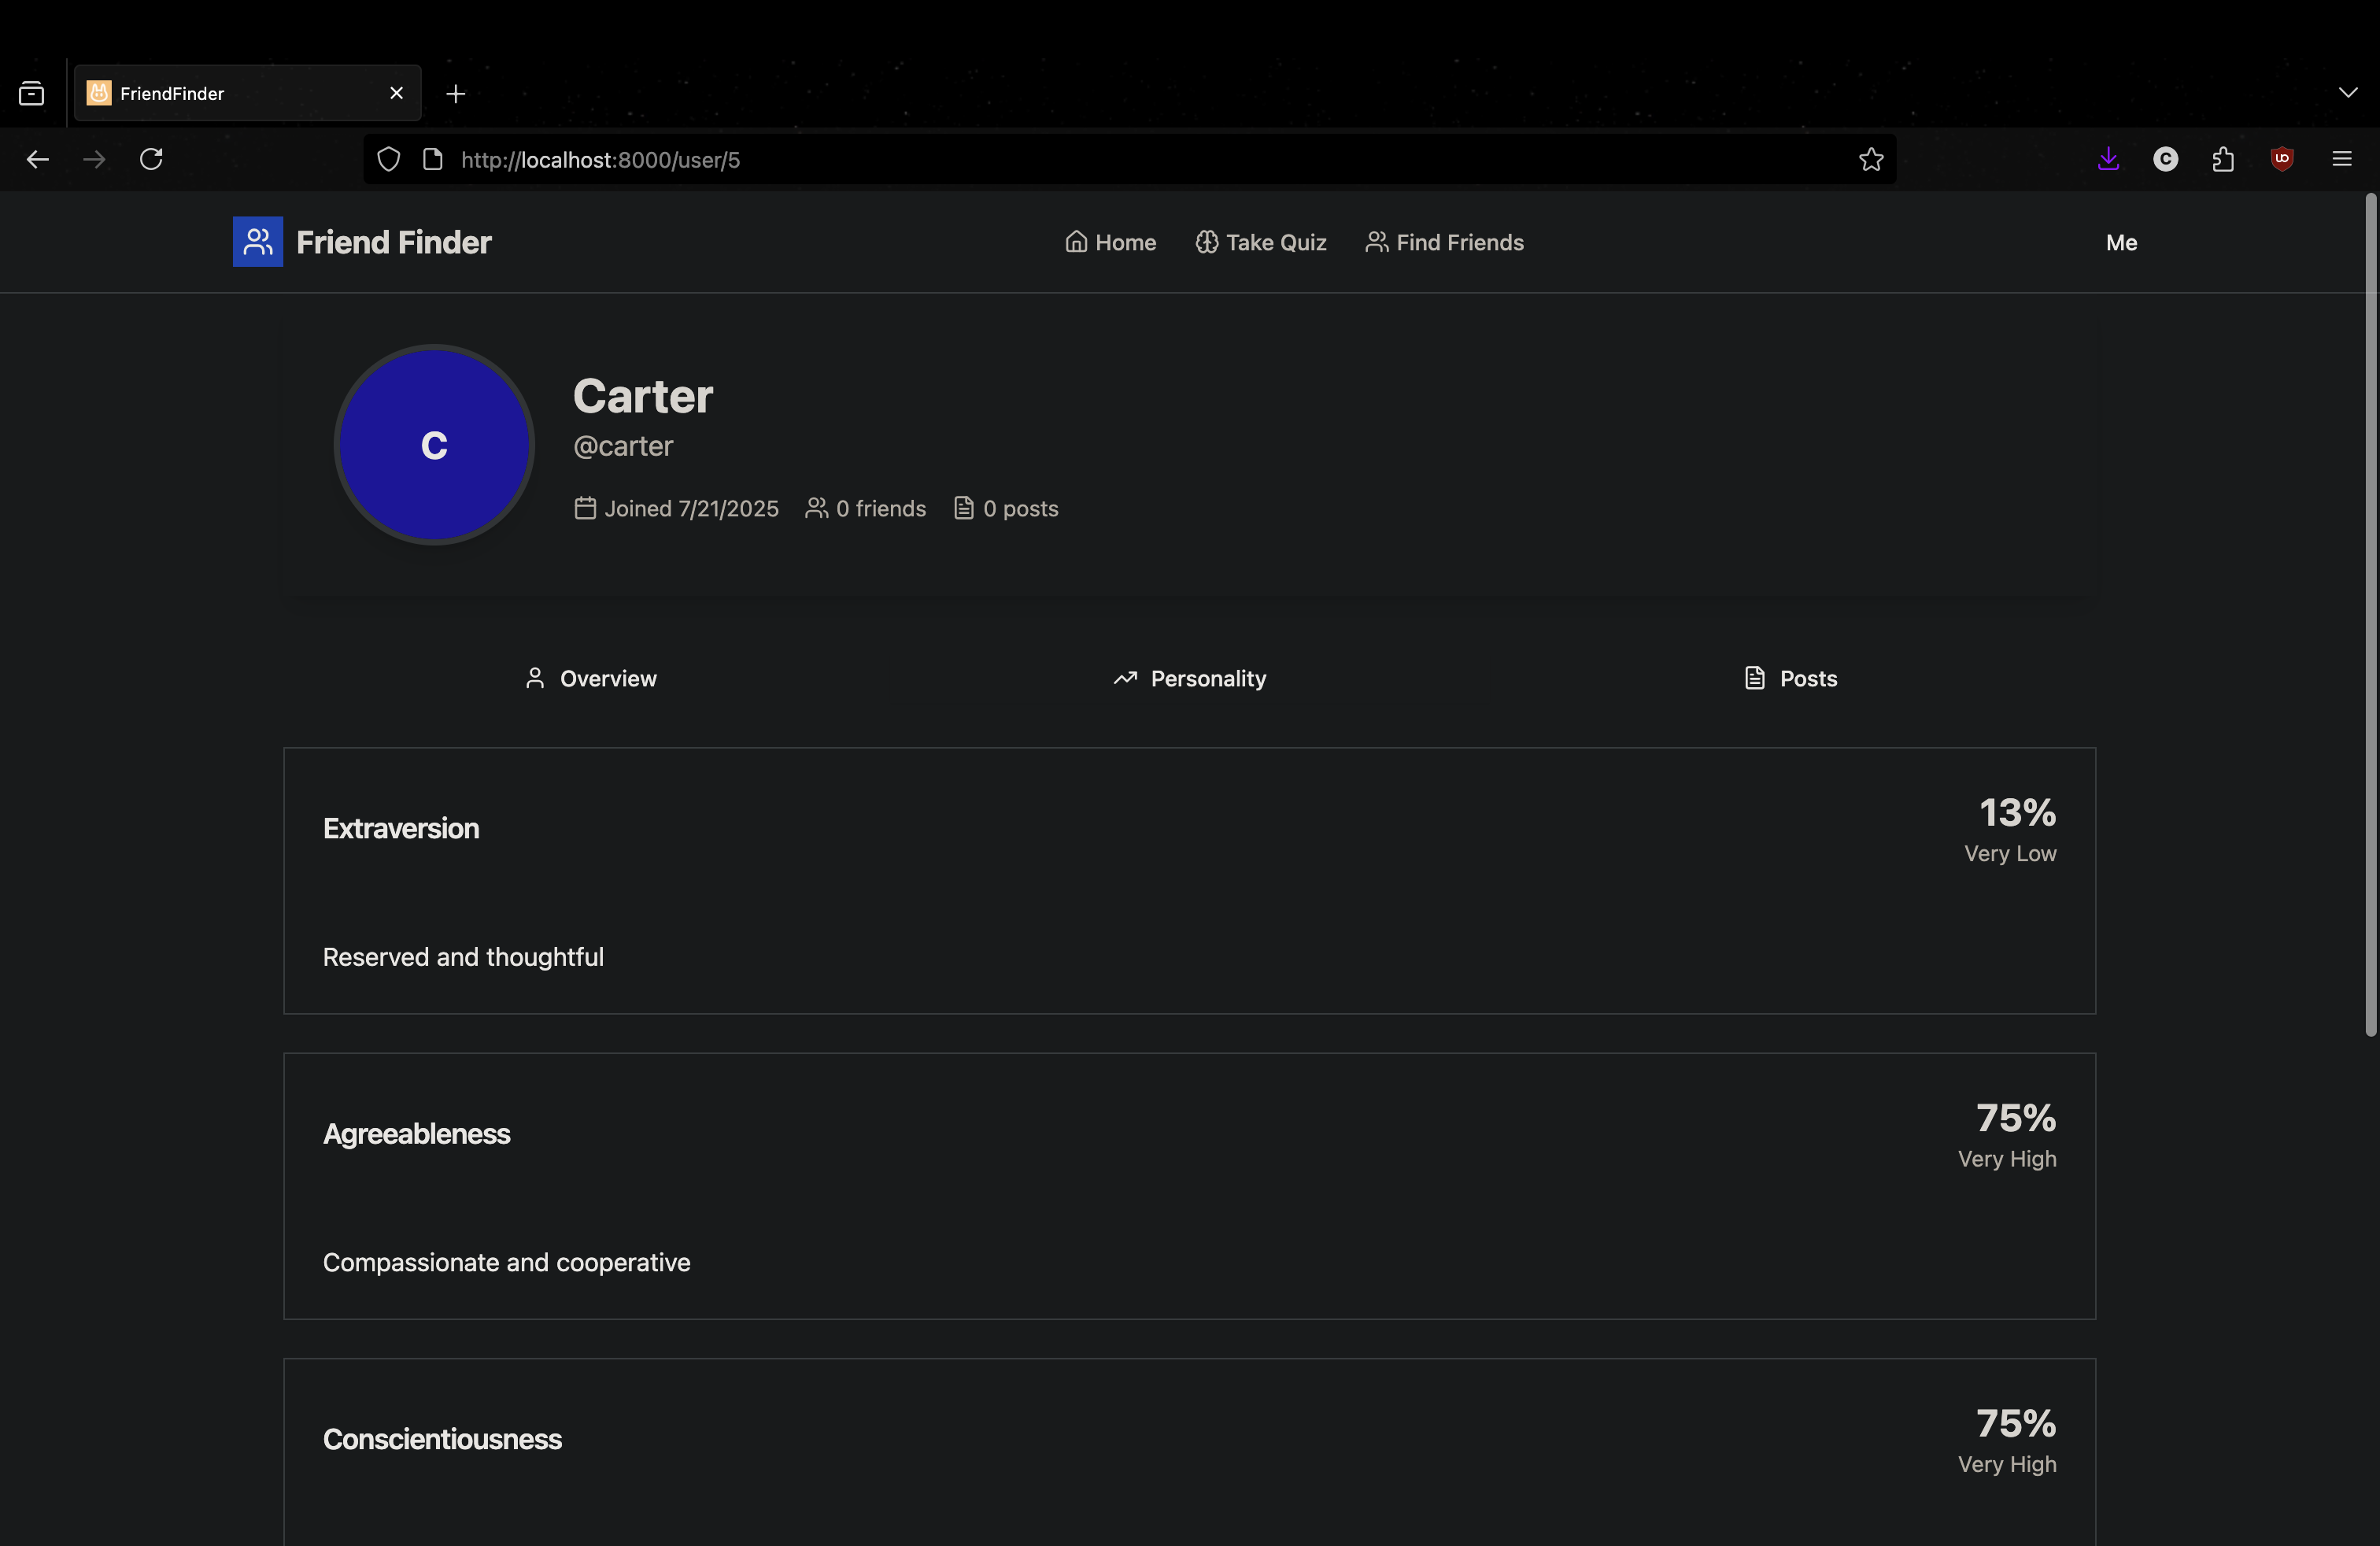 FriendFinder
http://localhost:8000/user/5
Friend Finder
Home
Take Quiz
Find Friends
Me
C
Carter
@carter
Joined 7/21/2025
0 friends
0 posts
Overview
Personality
Posts
Extraversion
13%
Very Low
Reserved and thoughtful
Agreeableness
75%
Very High
Compassionate and cooperative
Conscientiousness
75%
Very High